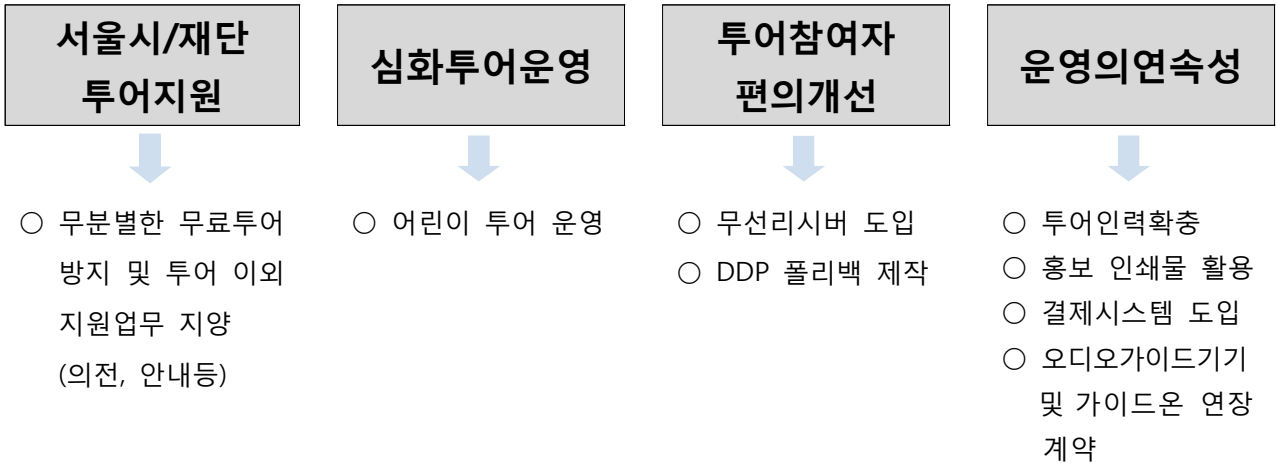 서울시/재단
투어지원
심화투어운영
투어참여자
편의개선
운영의연속성
○ 무분별한 무료투어
방지 및 투어 이외
지원업무 지양
(의전, 안내등)
○ 어린이 투어 운영
○ 무선리시버 도입
○ DDP 폴리백 제작
○ 투어인력확충
○ 홍보 인쇄물 활용
○ 결제시스템 도입
○ 오디오가이드기기
및 가이드온 연장
계약